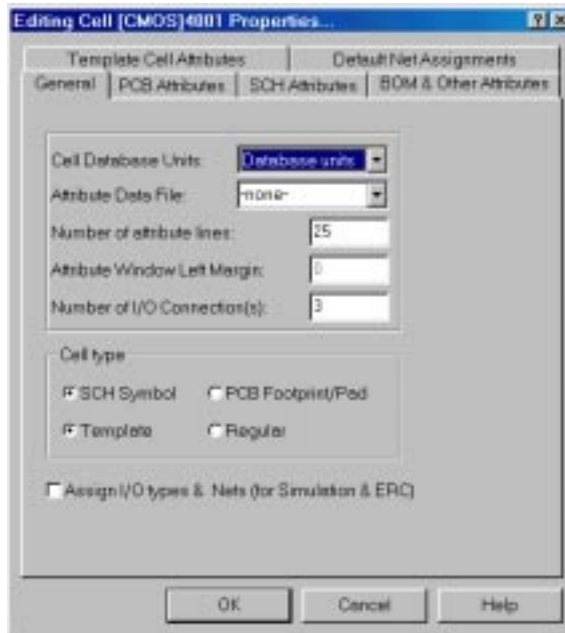 Editing Cell [CMOS]4001 Properties...
Template Cell Attributes
Default Net Assignments
General
PCB Attributes
SCH Attributes
BOM & Other Attributes
Cell Database Units:
Database units
Attribute Data File:
-none-
Number of attribute lines:
25
Attribute Window Left Margin:
0
Number of I/O Connection(s):
3
Cell type
SCH Symbol
PCB Footprint/Pad
Template
Regular
Assign I/O types & Nets (for Simulation & ERC)
OK
Cancel
Help